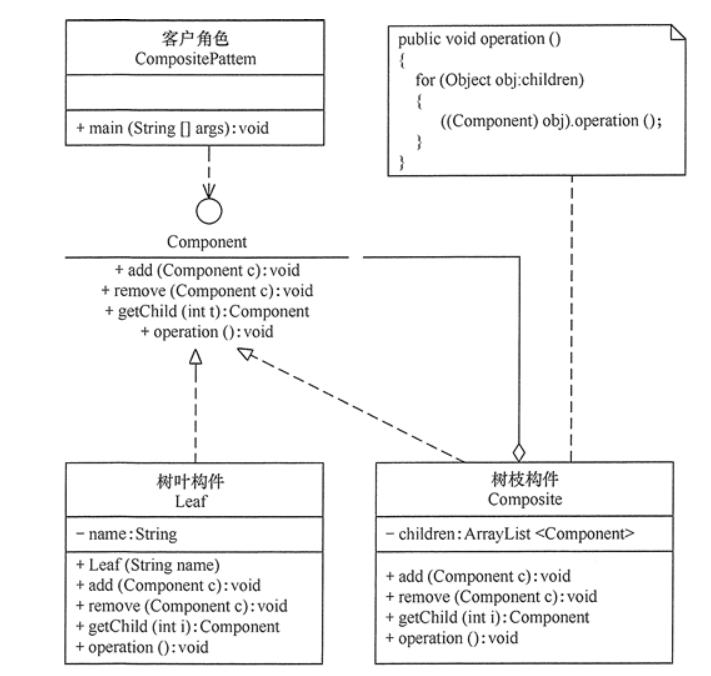 客户角色
CompositePattem
+ main (String [] args):void
public void operation ()
{
for (Object obj:children)
{
((Component) obj).operation ();
}
}
Component
+ add (Component c):void
+ remove (Component c):void
+ getChild (int t):Component
+ operation ():void
树叶构件
Leaf
− name:String
+ Leaf (String name)
+ add (Component c):void
+ remove (Component c):void
+ getChild (int i):Component
+ operation ():void
树枝构件
Composite
− children:ArrayList <Component>
+ add (Component c):void
+ remove (Component c):void
+ getChild (int i):Component
+ operation ():void